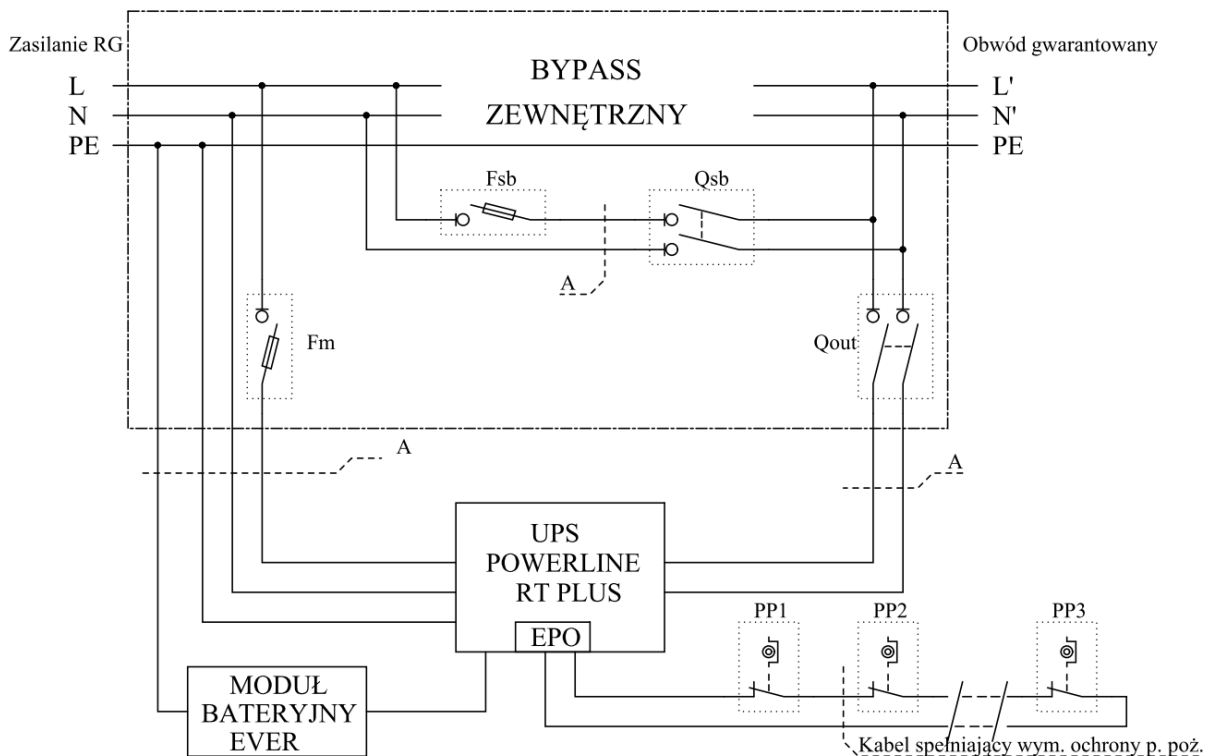 Zasilanie RG
Obwód gwarantowany
BYPASS
ZEWNĘTRZNY
L
L'
N
N'
PE
PE
Fsb
Qsb
A
Fm
Qout
A
A
UPS
POWERLINE
RT PLUS
EPO
PP1
PP2
PP3
MODUŁ
BATERYJNY
EVER
Kabel spełniający wym. ochrony p. poż.